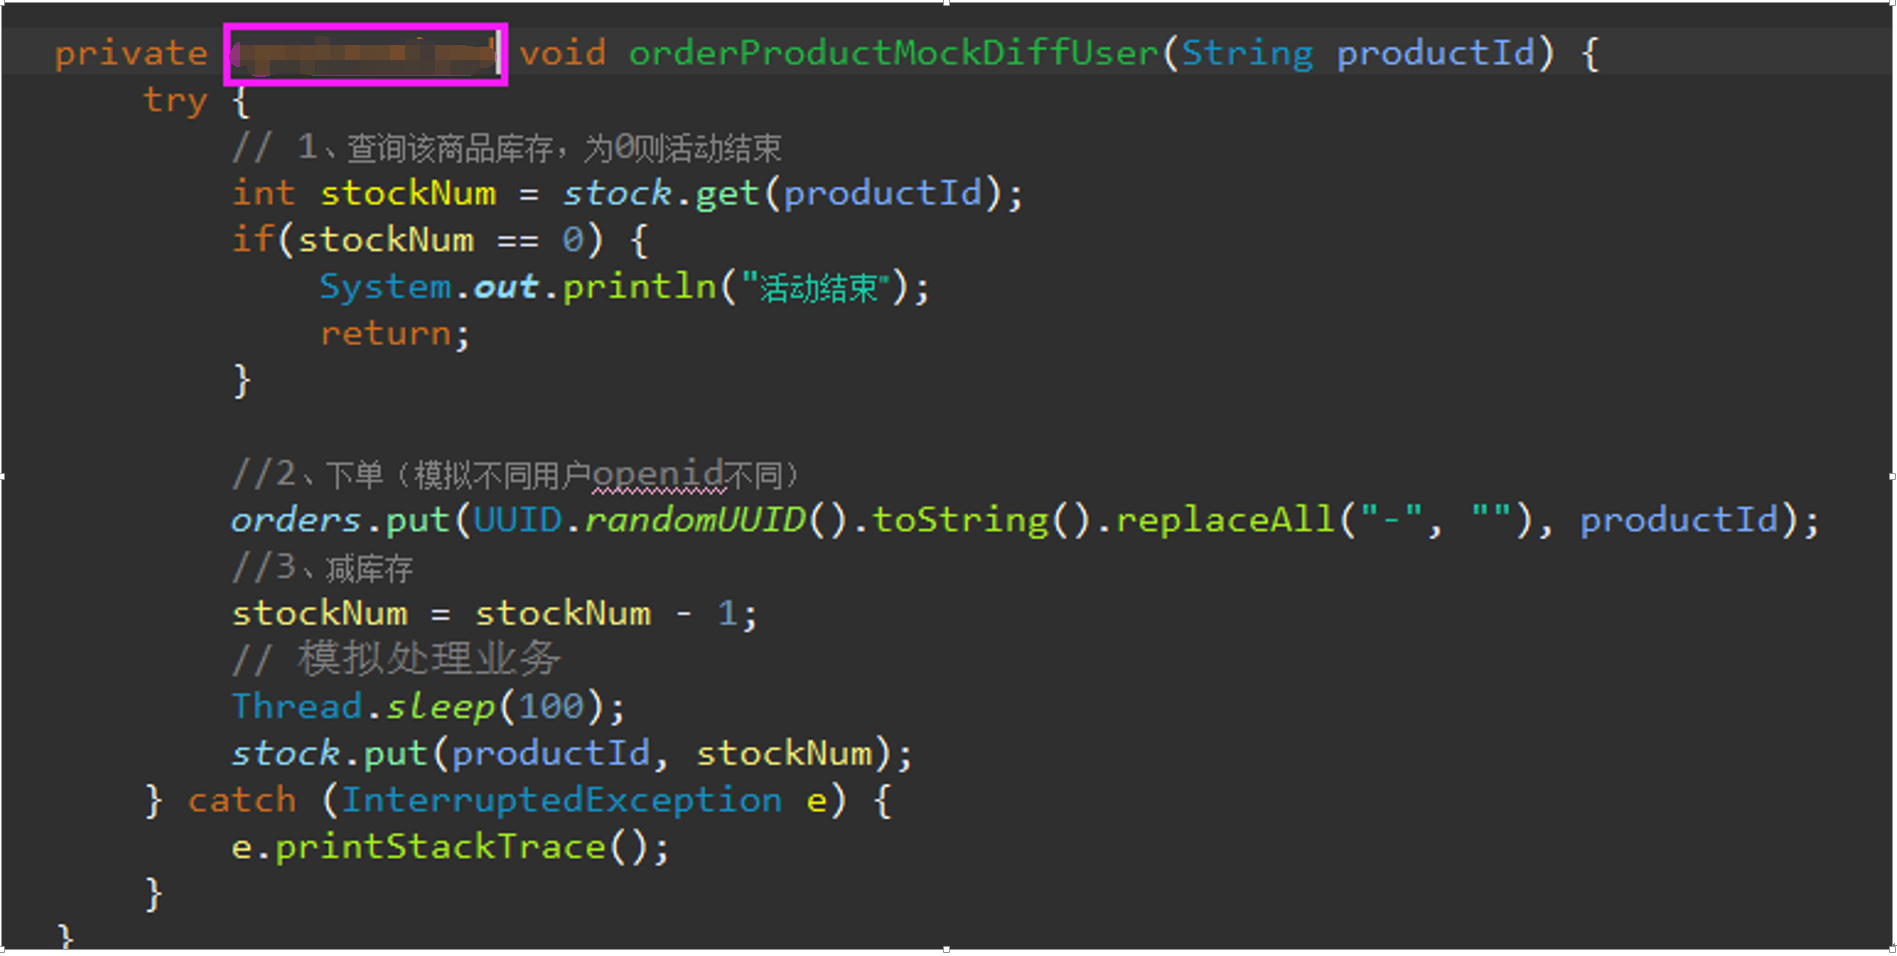 private void orderProductMockDiffUser(String productId) {
try {
// 1、查询该商品库存，为0则活动结束
int stockNum = stock.get(productId);
if(stockNum == 0) {
System.out.println("活动结束");
return;
}
//2、下单（模拟不同用户openid不同）
orders.put(UUID.randomUUID().toString().replaceAll("-", ""), productId);
//3、减库存
stockNum = stockNum - 1;
// 模拟处理业务
Thread.sleep(100);
stock.put(productId, stockNum);
} catch (InterruptedException e) {
e.printStackTrace();
}
}